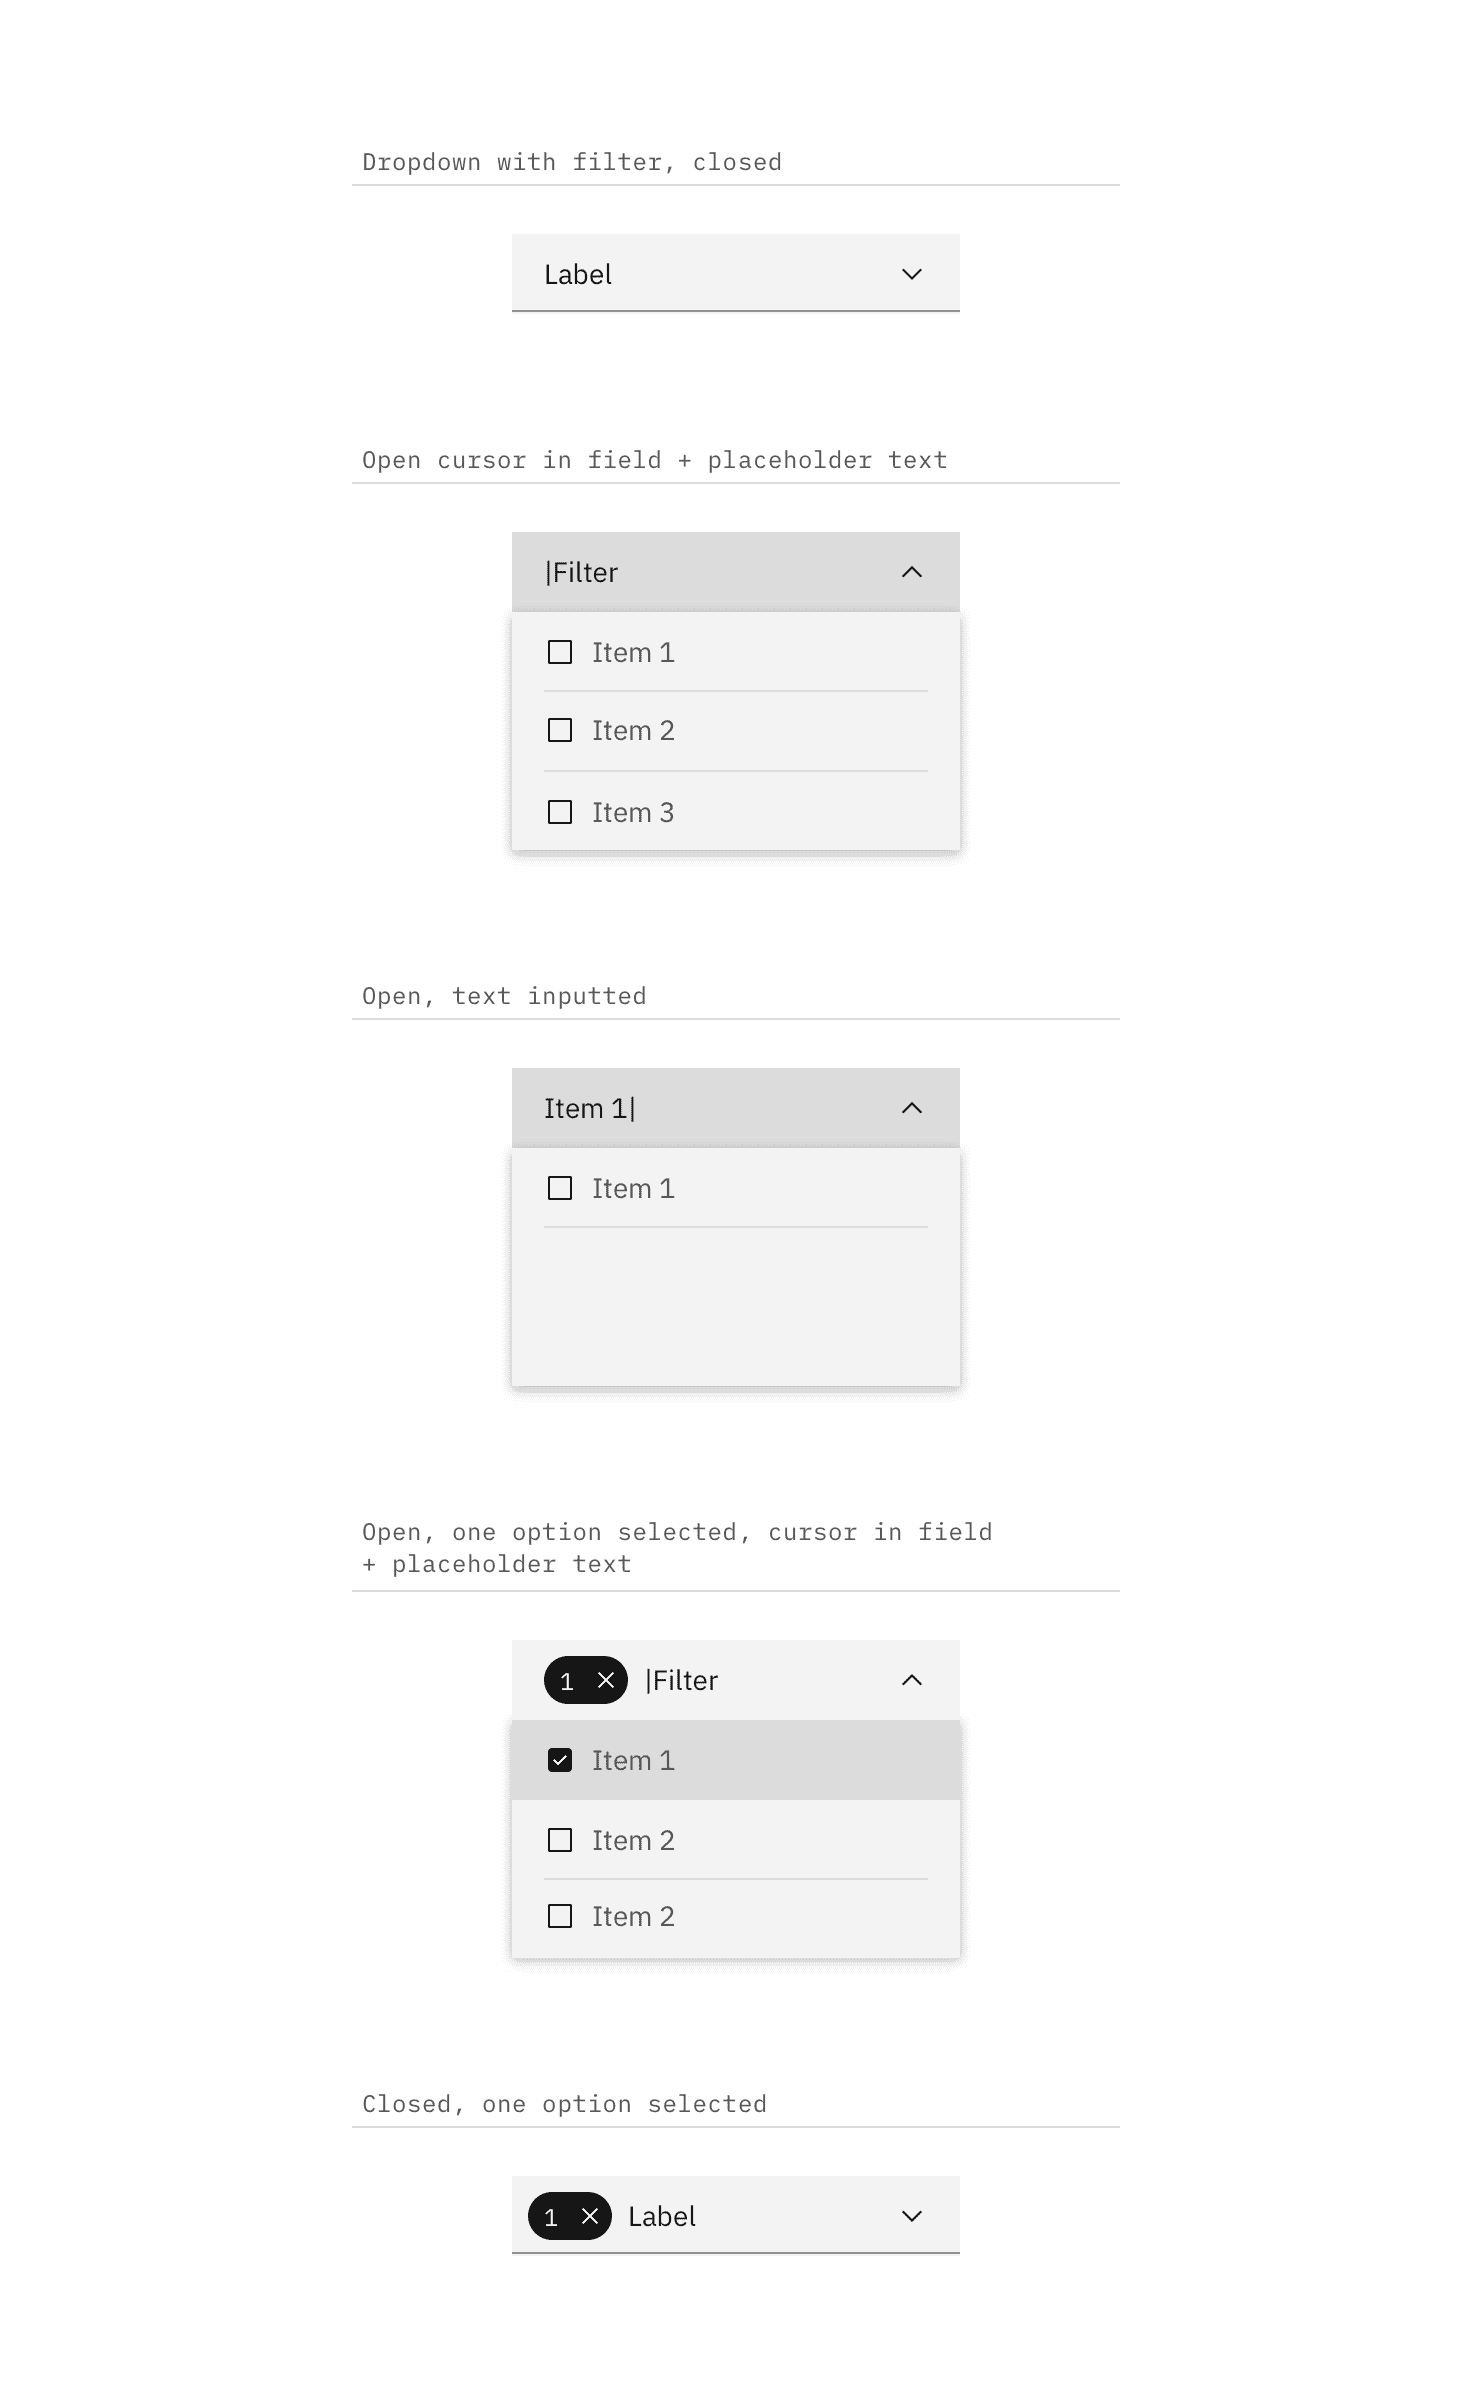 Dropdown with filter, closed
Label
Open cursor in field + placeholder text
|Filter
Item 1
Item 2
Item 3
Open, text inputted
Item 1|
Item 1
Open, one option selected, cursor in field
+ placeholder text
1 |Filter
Item 1
Item 2
Item 2
Closed, one option selected
1 Label